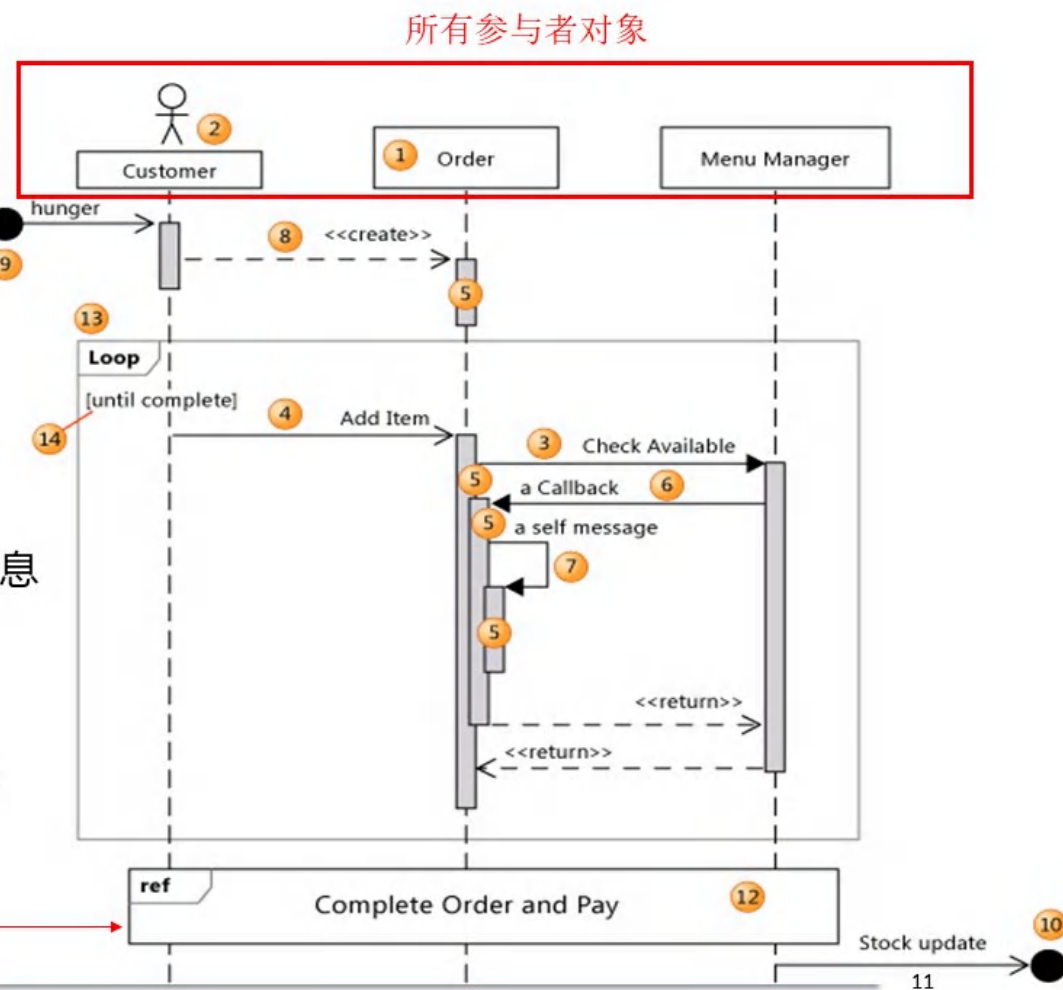 所有参与者对象
2
Customer
1 Order
Menu Manager
hunger
8 <<create>>
9
5
13
Loop
[until complete]
4 Add Item
14
3 Check Available
5
a Callback 6
5 a self message
7
息
5
<<return>>
<<return>>
ref
Complete Order and Pay
12
10
Stock update
11